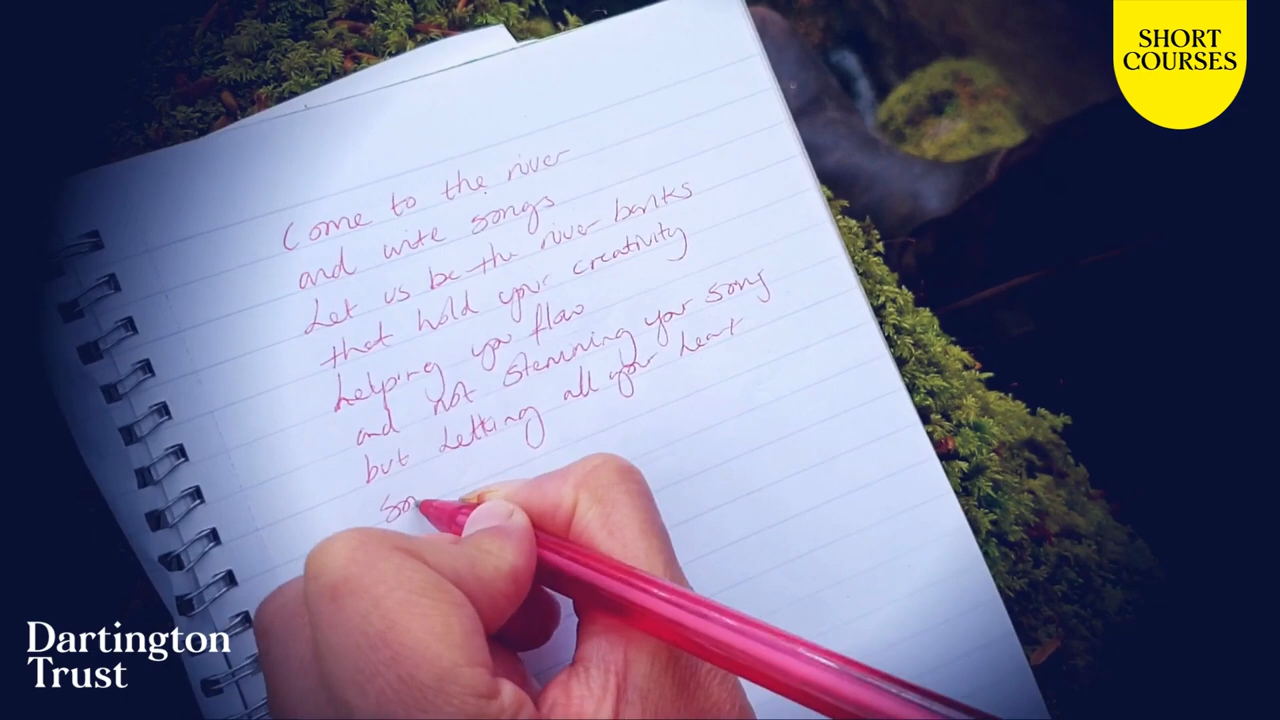 SHORT
COURSES
Come to the river
and write songs
Let us be the river banks
that hold your creativity
helping you flow
and not stemming your song
but letting all your heart
Son
Dartington
Trust